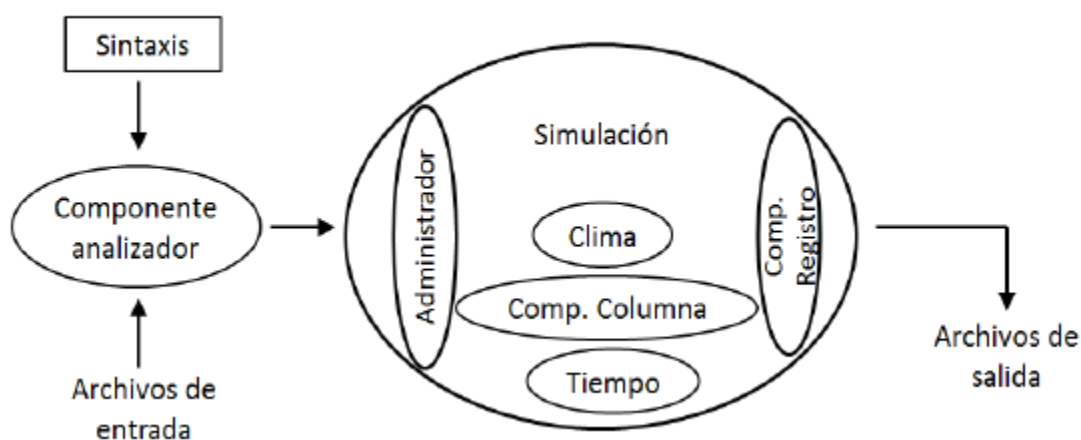 Sintaxis
Componente
analizador
Archivos de
entrada
Simulación
Administrador
Clima
Comp. Columna
Tiempo
Comp.
Registro
Archivos de
salida